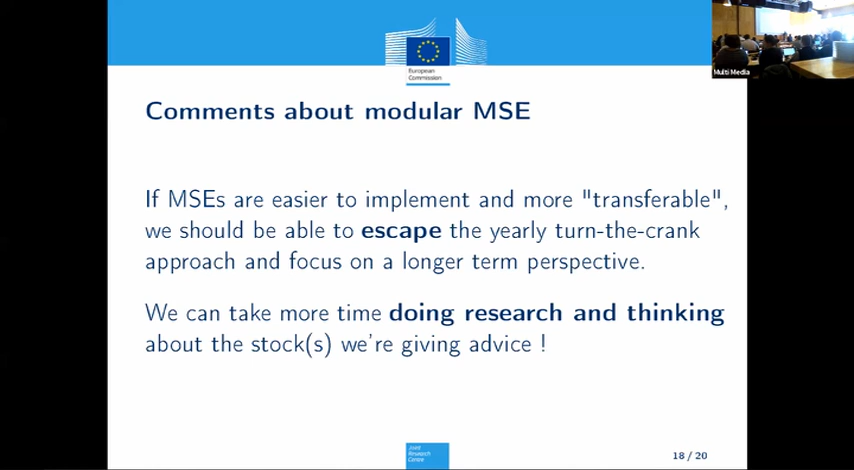 European
Commission
Multi Media
Comments about modular MSE
If MSEs are easier to implement and more "transferable",
we should be able to escape the yearly turn-the-crank
approach and focus on a longer term perspective.
We can take more time doing research and thinking
about the stock(s) we're giving advice !
Joint
Research
Centre
18 / 20